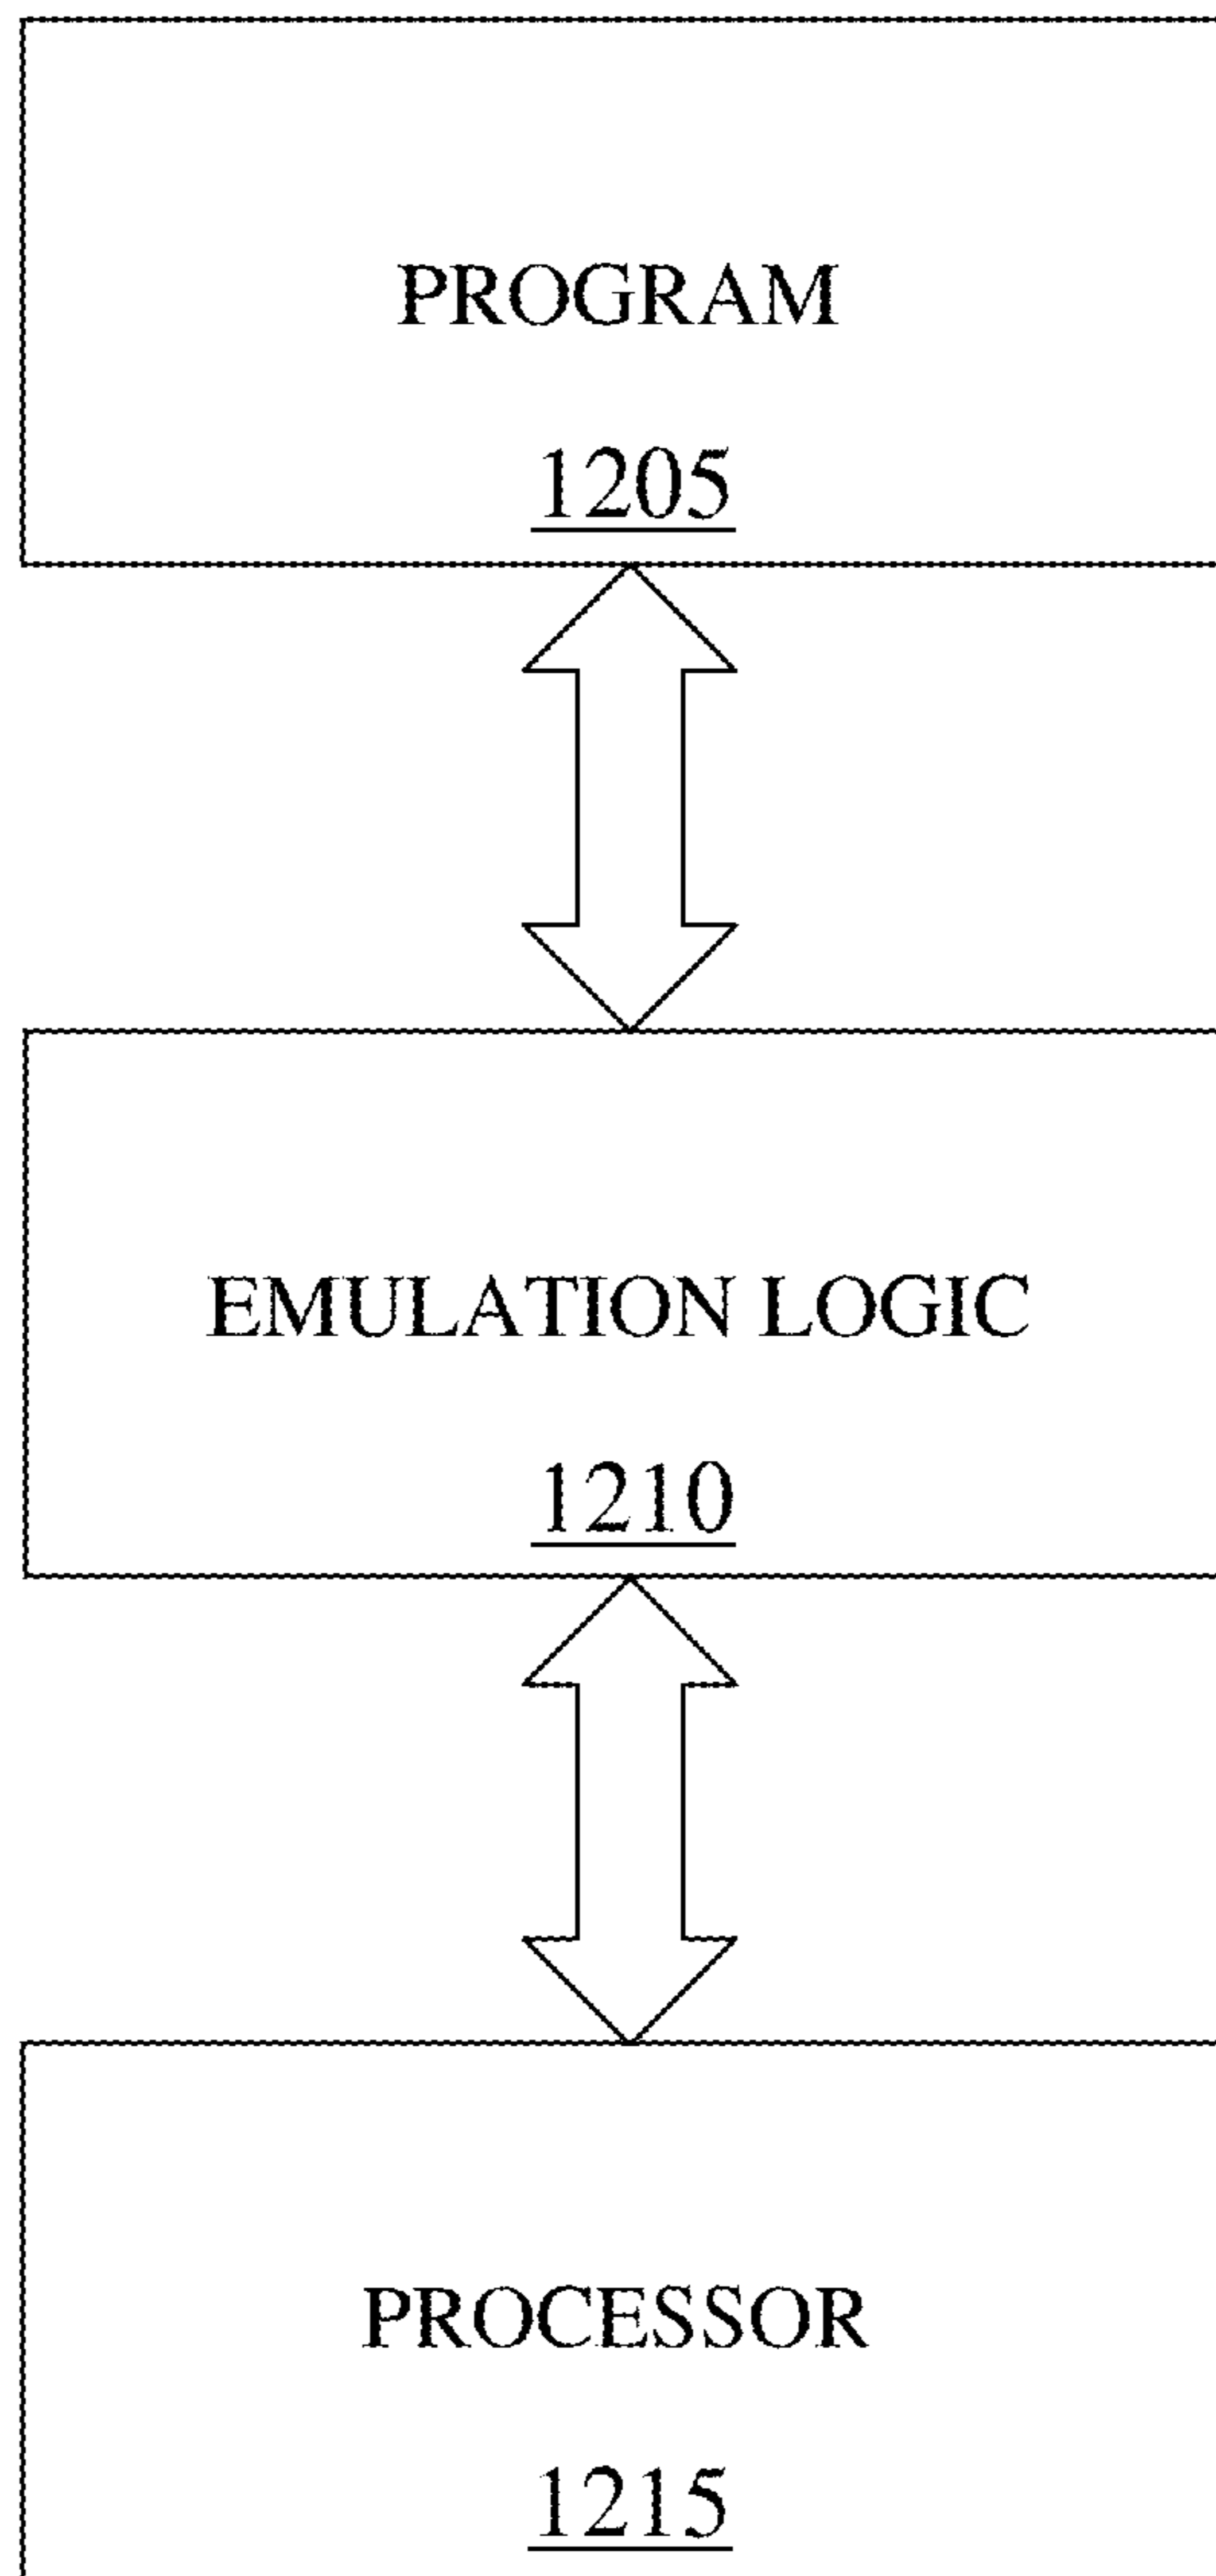 PROGRAM
1205
EMULATION LOGIC
1210
PROCESSOR
1215